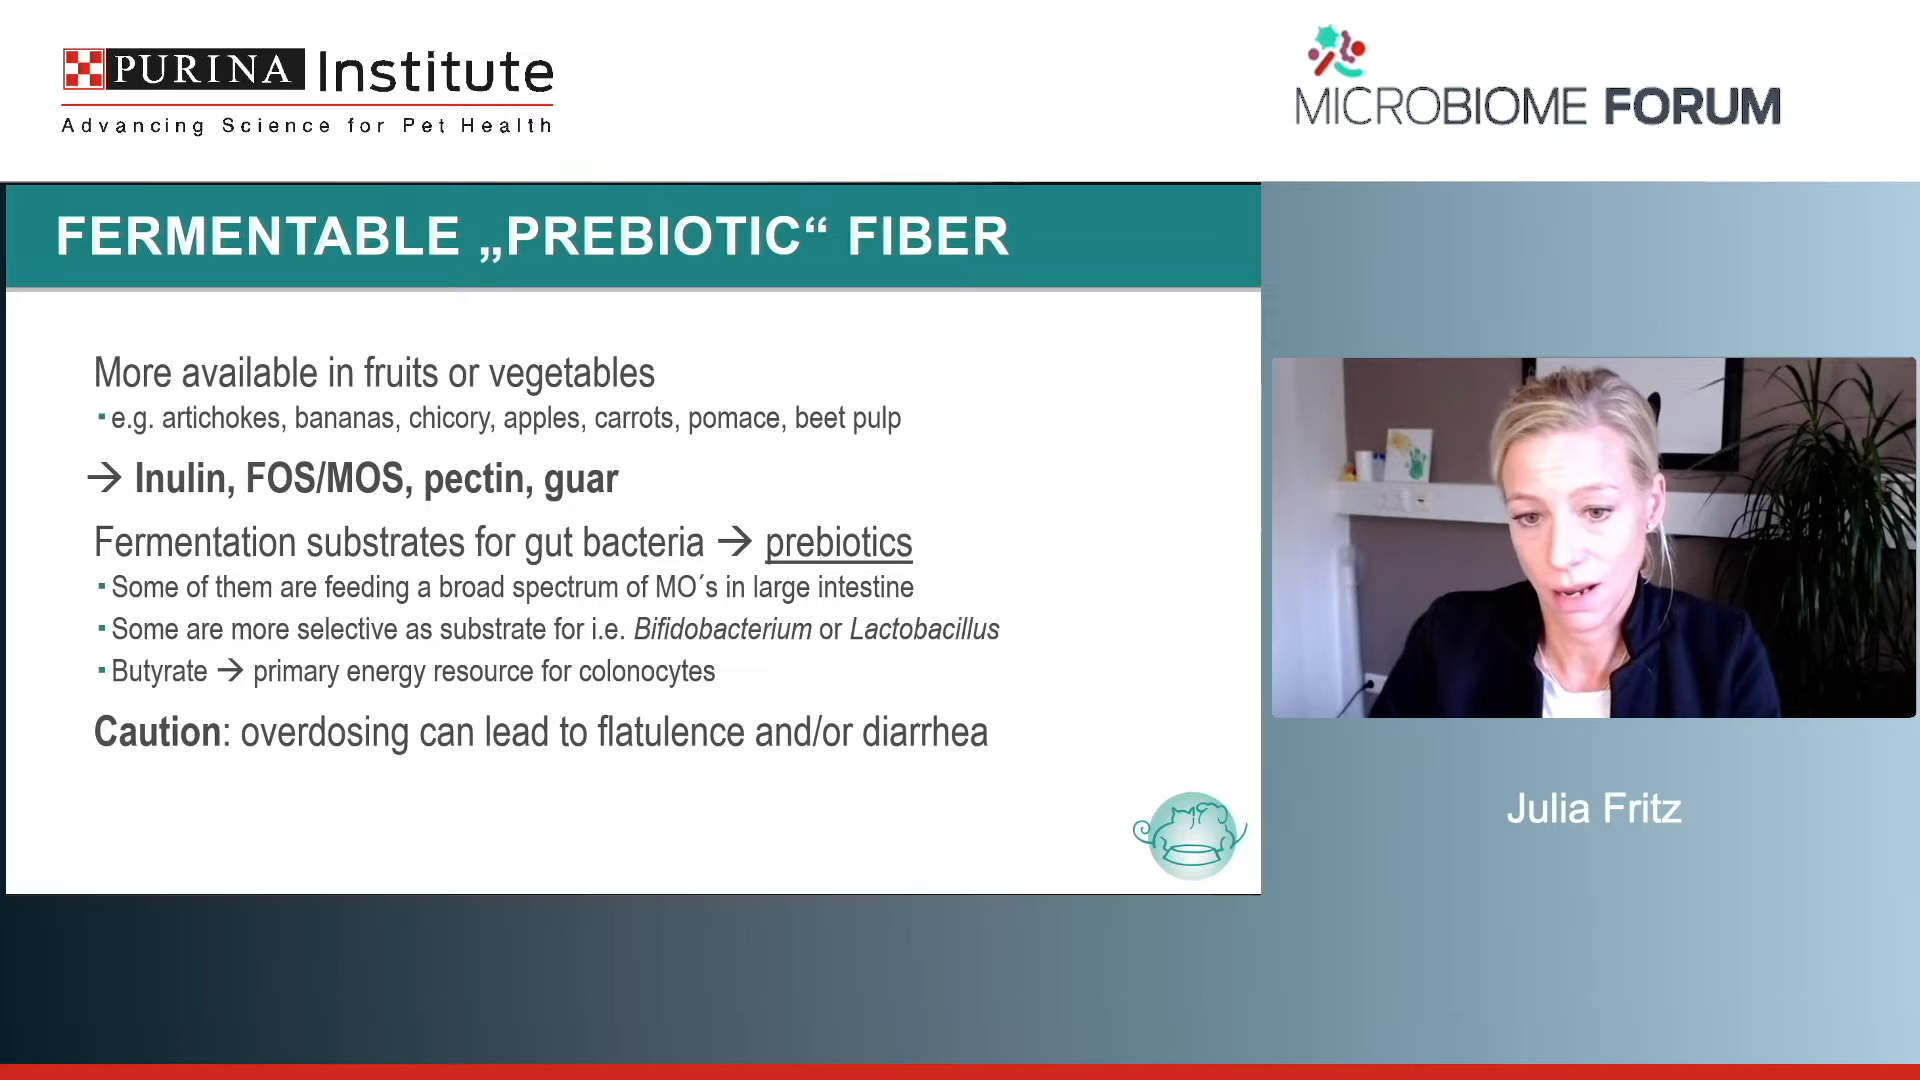 PURINA Institute
Advancing Science for Pet Health
MICROBIOME FORUM
FERMENTABLE „PREBIOTIC“ FIBER
More available in fruits or vegetables
▪ e.g. artichokes, bananas, chicory, apples, carrots, pomace, beet pulp
→ Inulin, FOS/MOS, pectin, guar
Fermentation substrates for gut bacteria → prebiotics
▪ Some of them are feeding a broad spectrum of MO´s in large intestine
▪ Some are more selective as substrate for i.e. Bifidobacterium or Lactobacillus
▪ Butyrate → primary energy resource for colonocytes
Caution: overdosing can lead to flatulence and/or diarrhea
Julia Fritz